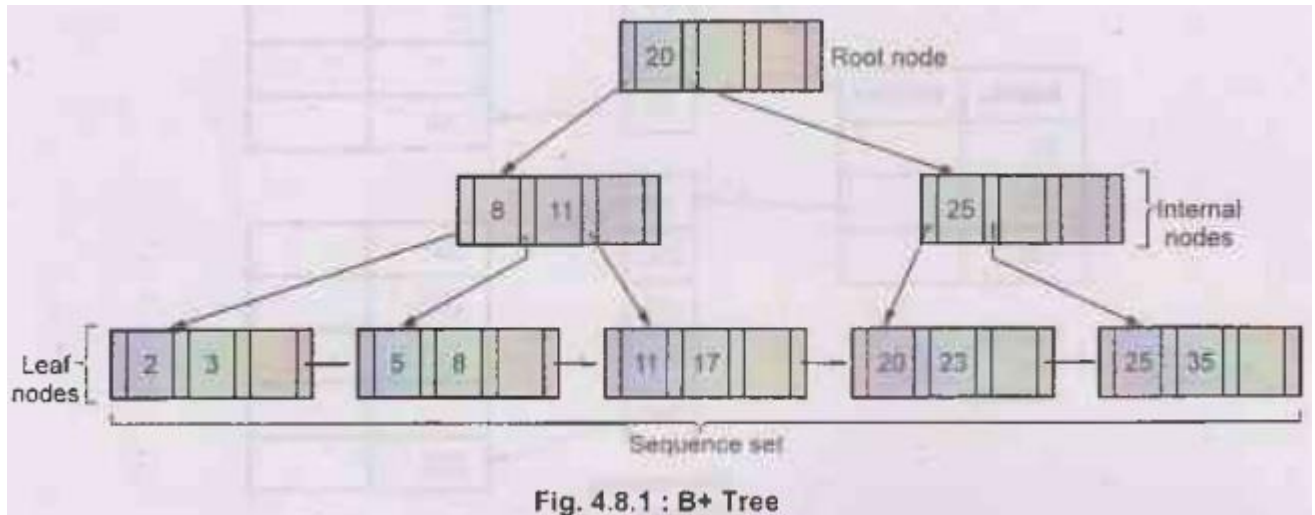 20 Root node
8 11 25 Internal nodes
Leaf nodes 2 3 5 8 11 17 20 23 25 35
Sequence set
Fig. 4.8.1 : B+ Tree